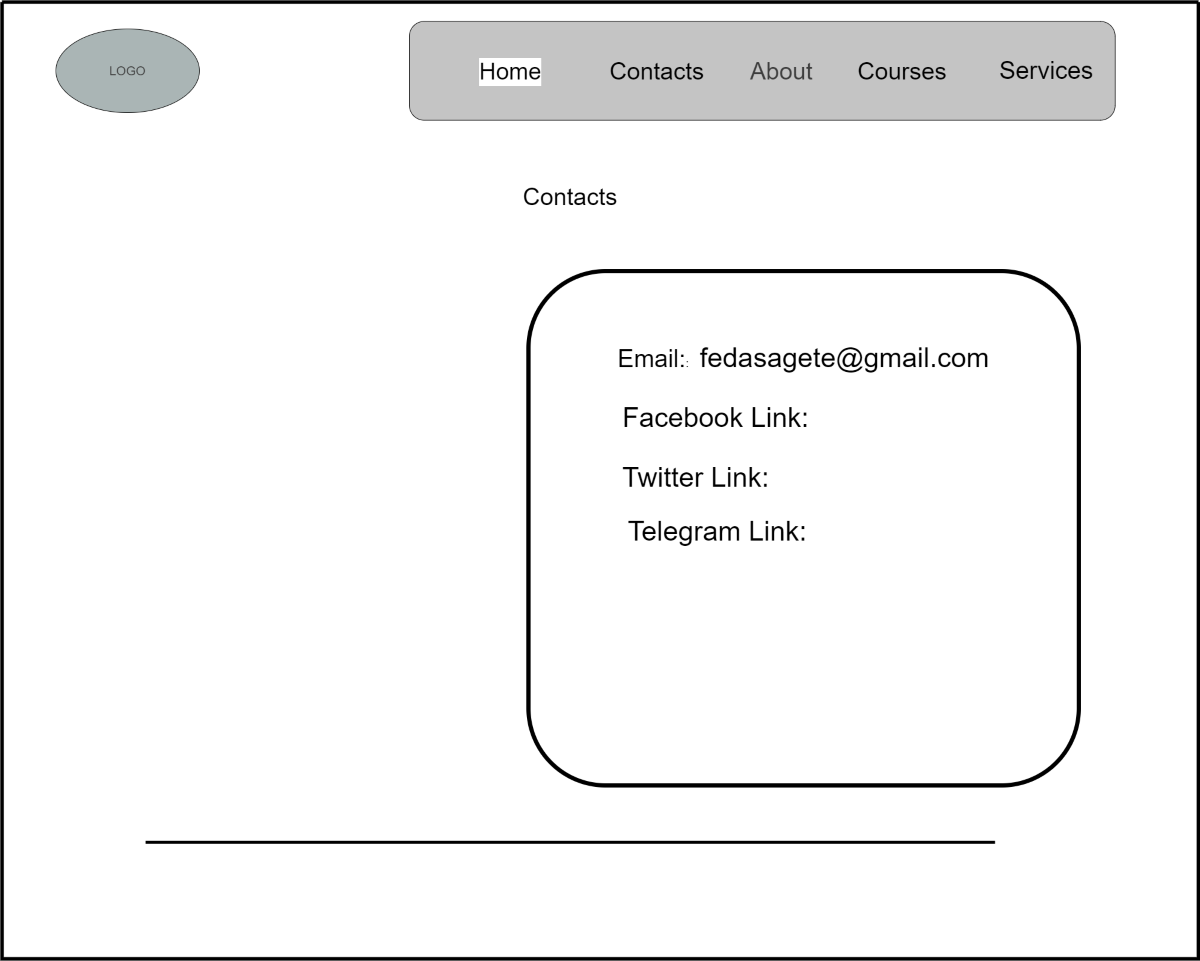 LOGO
Home Contacts About Courses Services
Contacts
Email:: fedasagete@gmail.com
Facebook Link:
Twitter Link:
Telegram Link: